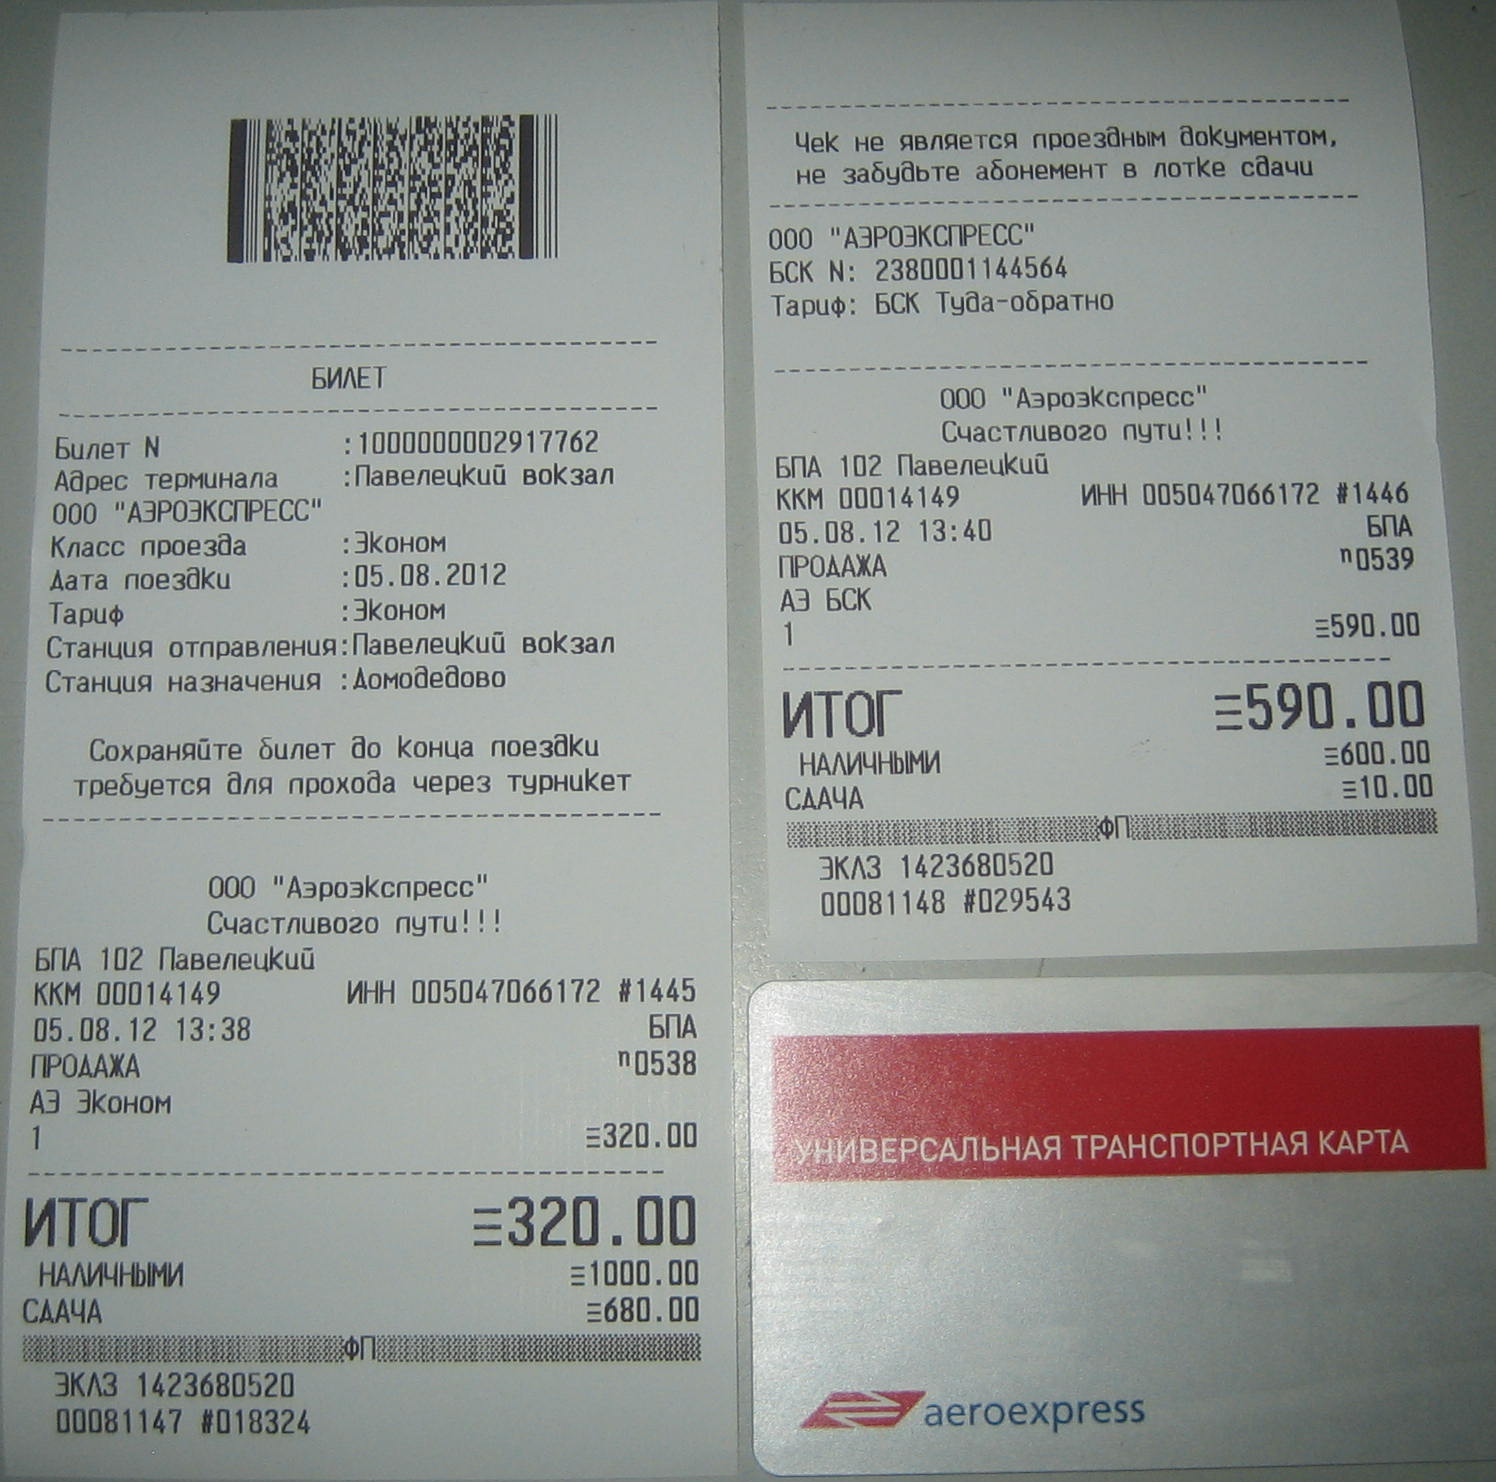 БИЛЕТ
Билет N :1000000002917762
Адрес терминала :Павелецкий вокзал
ООО "АЭРОЭКСПРЕСС"
Класс проезда :Эконом
Дата поездки :05.08.2012
Тариф :Эконом
Станция отправления:Павелецкий вокзал
Станция назначения :Домодедово
Сохраняйте билет до конца поездки
требуется для прохода через турникет
ООО "Аэроэкспресс"
Счастливого пути!!!
БПА 102 Павелецкий
ККМ 00014149 ИНН 005047066172 #1445
05.08.12 13:38 БПА
ПРОДАЖА n0538
АЭ Эконом
1 ≡320.00
ИТОГ ≡320.00
НАЛИЧНЫМИ ≡1000.00
СДАЧА ≡680.00
ФП
ЭКЛЗ 1423680520
00081147 #018324
Чек не является проездным документом,
не забудьте абонемент в лотке сдачи
ООО "АЭРОЭКСПРЕСС"
БСК N: 2380001144564
Тариф: БСК Туда-обратно
ООО "Аэроэкспресс"
Счастливого пути!!!
БПА 102 Павелецкий
ККМ 00014149 ИНН 005047066172 #1446
05.08.12 13:40 БПА
ПРОДАЖА n0539
АЭ БСК
1 ≡590.00
ИТОГ ≡590.00
НАЛИЧНЫМИ ≡600.00
СДАЧА ≡10.00
ФП
ЭКЛЗ 1423680520
00081148 #029543
УНИВЕРСАЛЬНАЯ ТРАНСПОРТНАЯ КАРТА
aeroexpress